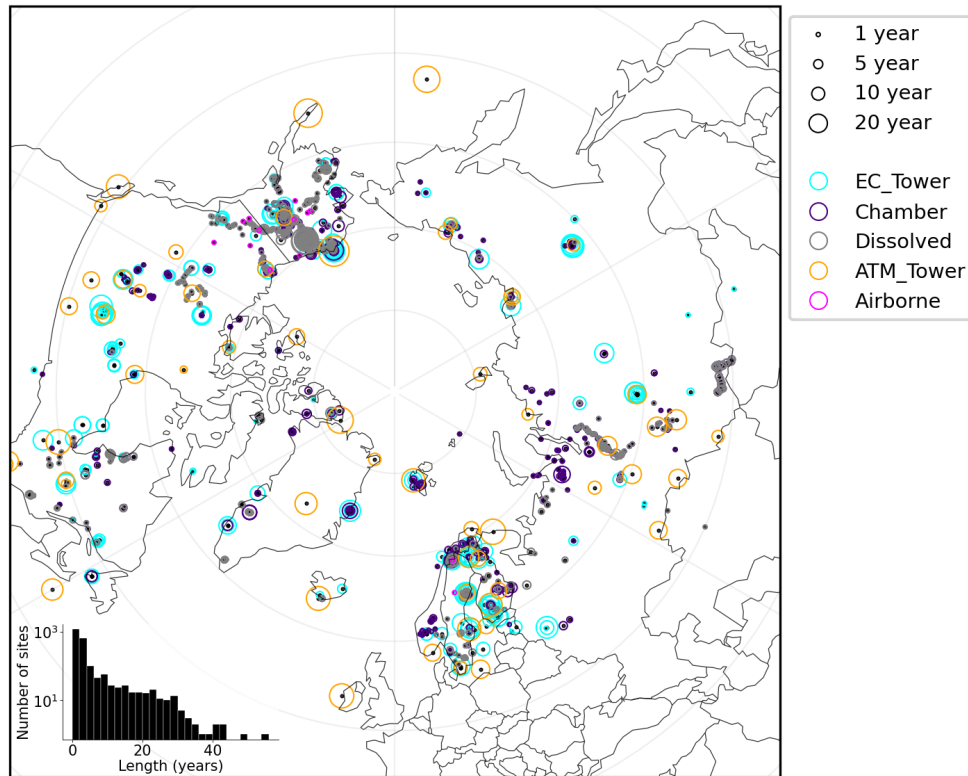 1 year
5 year
10 year
20 year
EC_Tower
Chamber
Dissolved
ATM_Tower
Airborne
Number of sites
10³
10¹
0 20 40
Length (years)